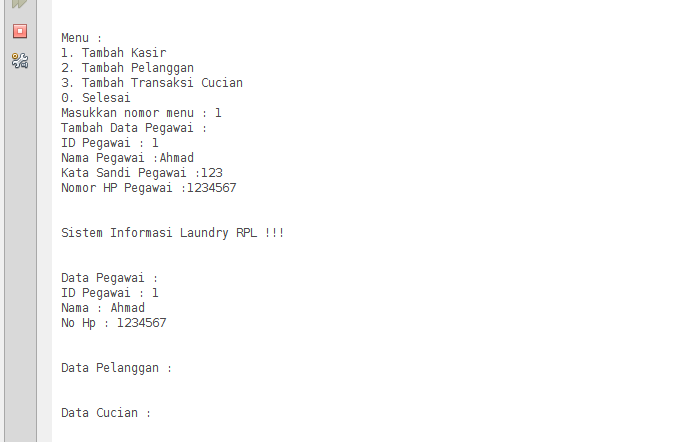 Menu :
1. Tambah Kasir
2. Tambah Pelanggan
3. Tambah Transaksi Cucian
0. Selesai
Masukkan nomor menu : 1
Tambah Data Pegawai :
ID Pegawai : 1
Nama Pegawai :Ahmad
Kata Sandi Pegawai :123
Nomor HP Pegawai :1234567
Sistem Informasi Laundry RPL !!!
Data Pegawai :
ID Pegawai : 1
Nama : Ahmad
No Hp : 1234567
Data Pelanggan :
Data Cucian :